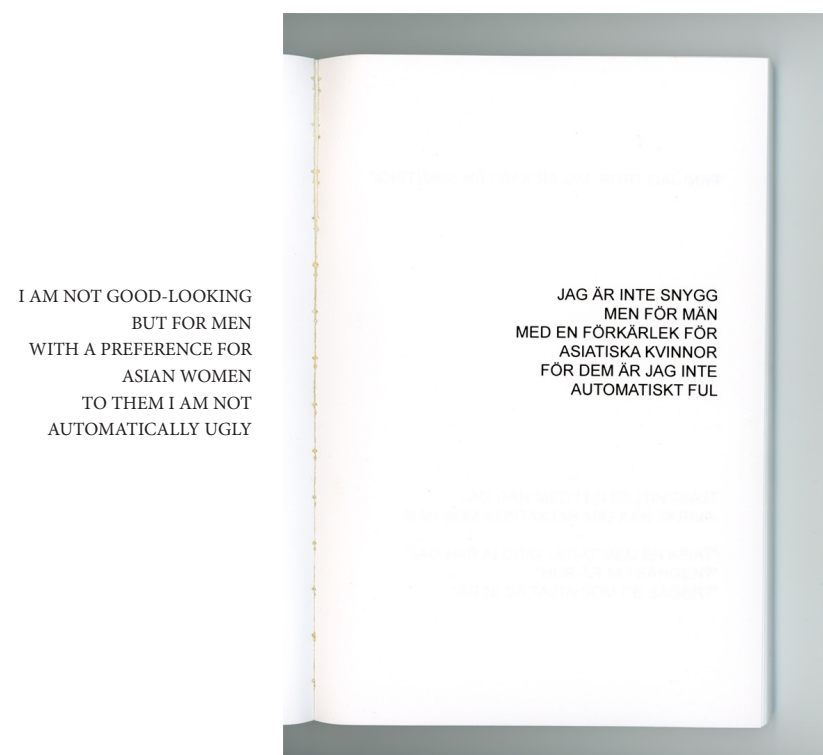 I AM NOT GOOD-LOOKING
BUT FOR MEN
WITH A PREFERENCE FOR
ASIAN WOMEN
TO THEM I AM NOT
AUTOMATICALLY UGLY
JAG ÄR INTE SNYGG
MEN FÖR MÄN
MED EN FÖRKÄRLEK FÖR
ASIATISKA KVINNOR
FÖR DEM ÄR JAG INTE
AUTOMATISKT FUL